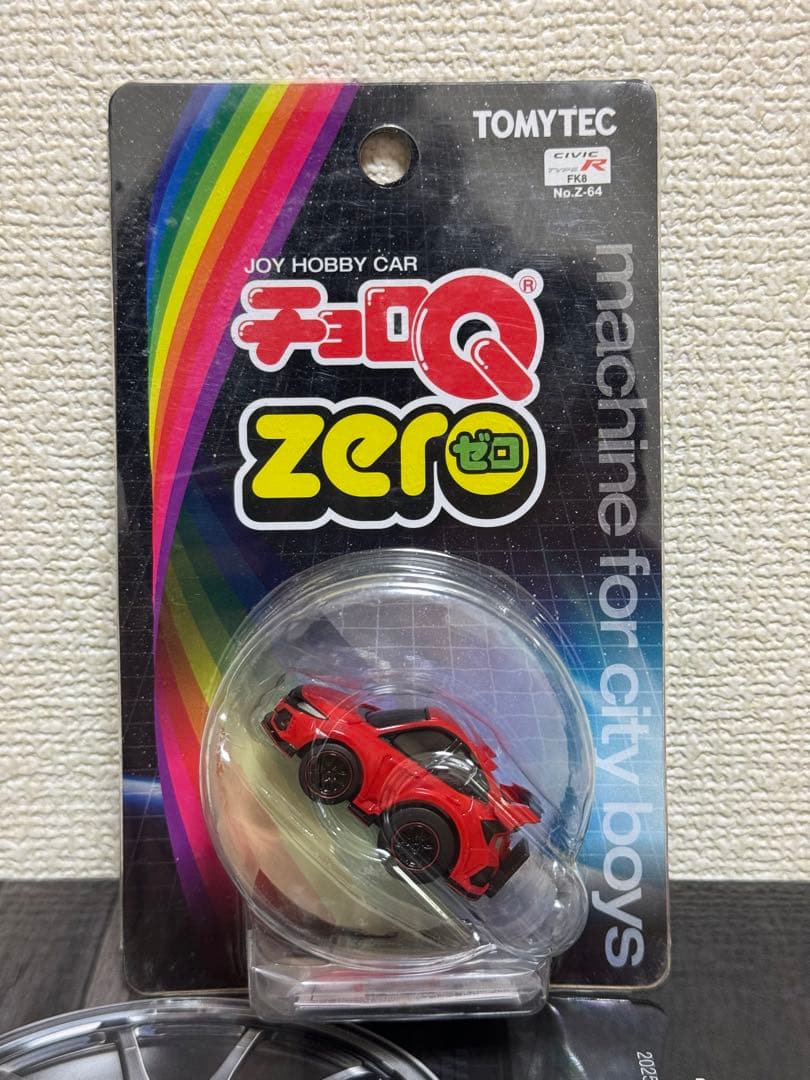 TOMYTEC
CIVIC
TYPE R
FK8
No.Z-64
JOY HOBBY CAR
チョロQ®
zero
ゼロ
machine for city boys
202